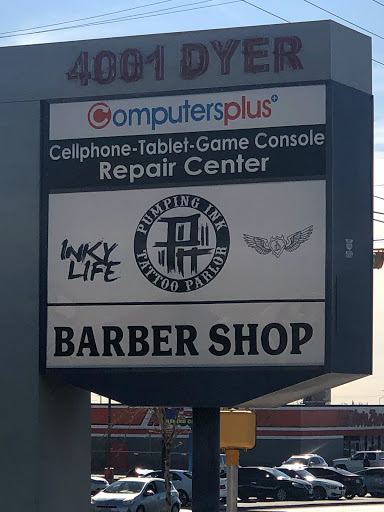 4001 DYER
Computersplus+
Cellphone-Tablet-Game Console
Repair Center
PUMPING INK
TATTOO PARLOR
INKY
LIFE
BARBER SHOP